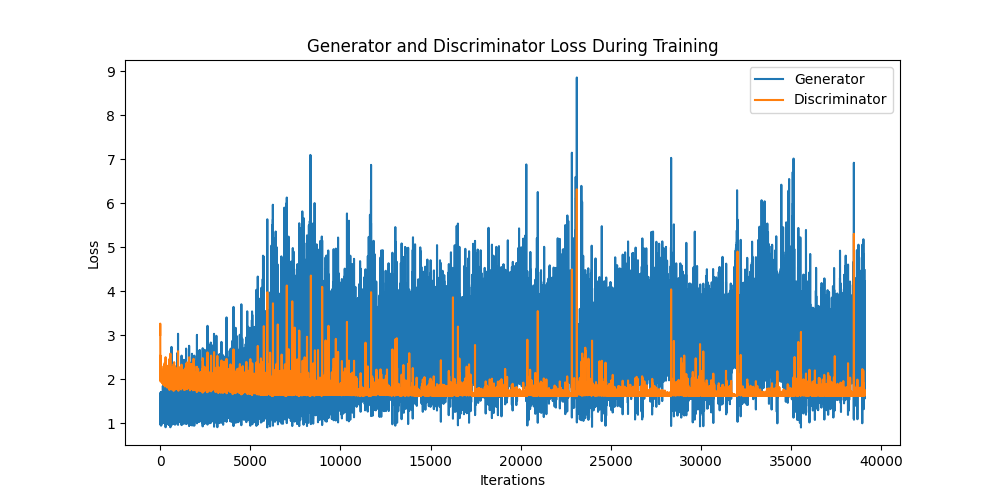 Generator and Discriminator Loss During Training
Generator
Discriminator
9
8
7
6
5
4
3
2
1
Loss
0 5000 10000 15000 20000 25000 30000 35000 40000
Iterations